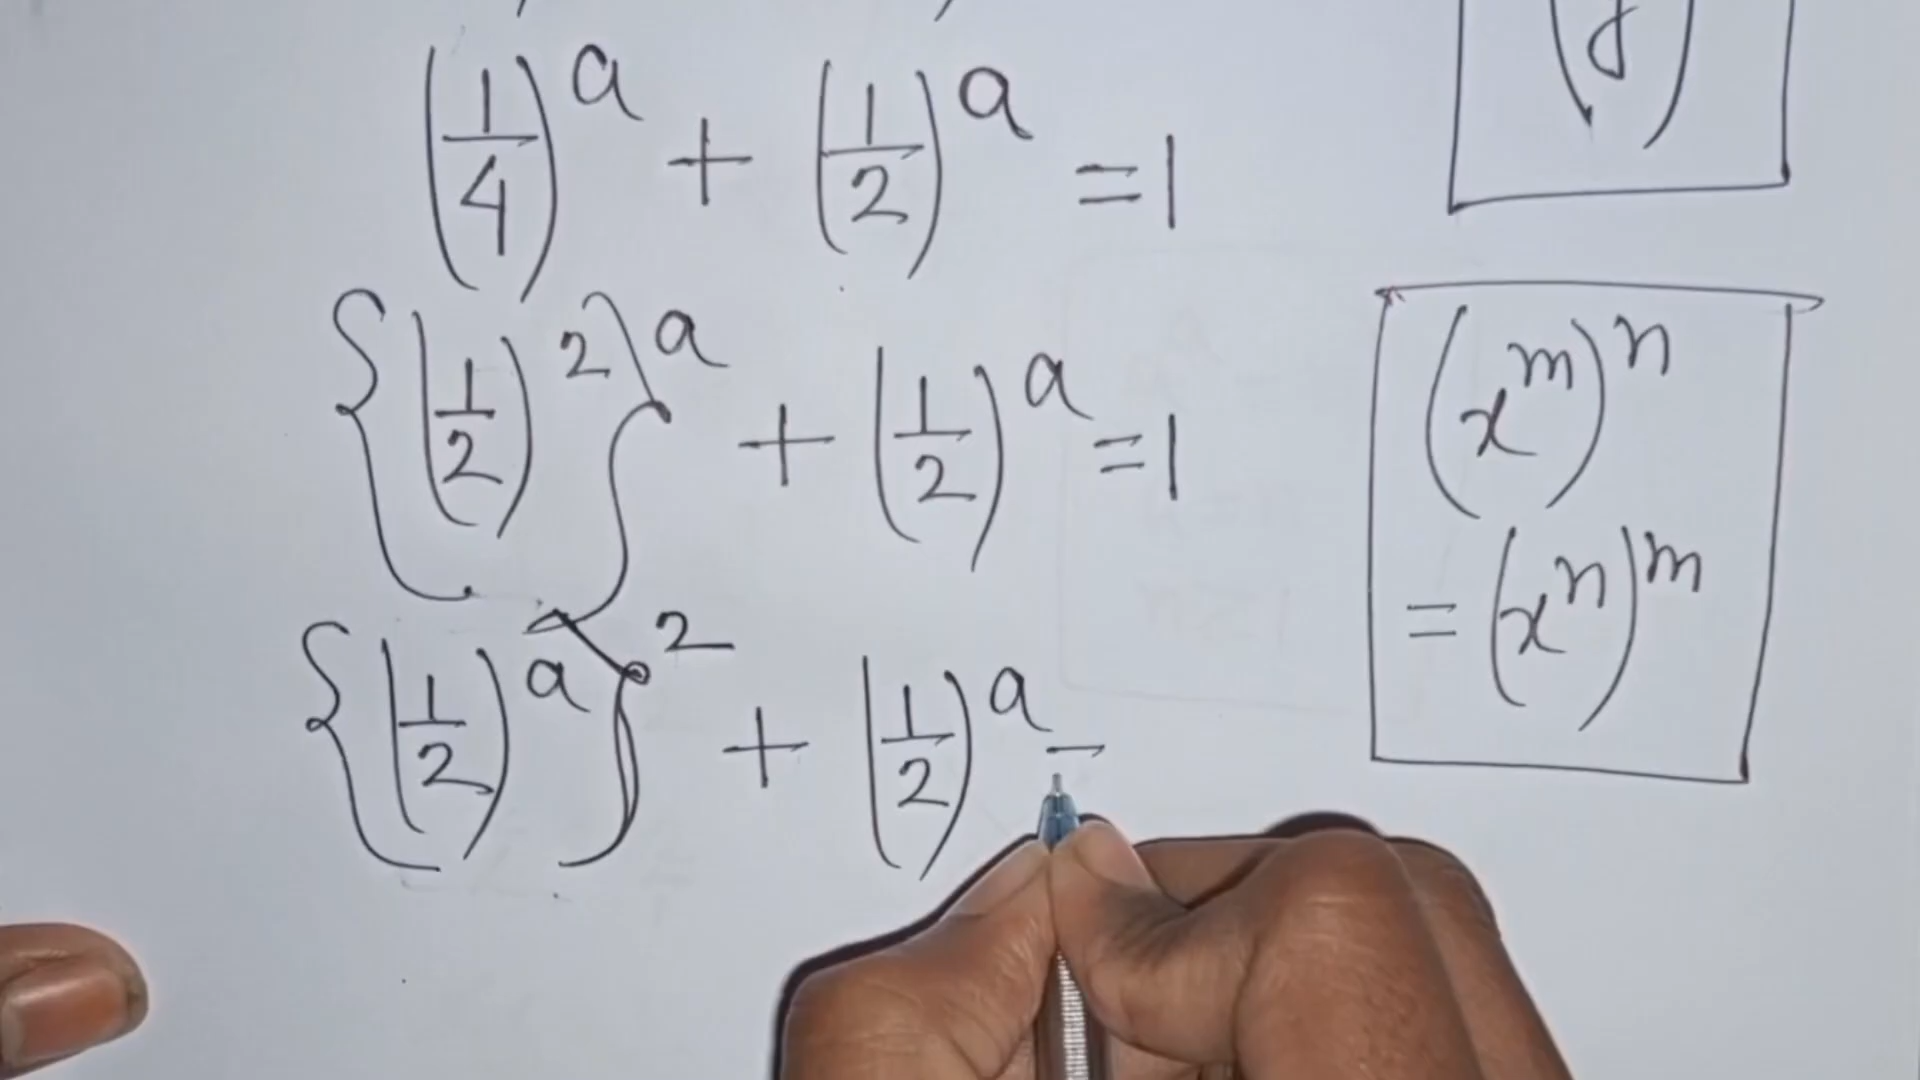 (1/4)^a + (1/2)^a = 1
{(1/2)^2}^a + (1/2)^a = 1
{(1/2)^a}^2 + (1/2)^a −
y)
(x^m)^n
= (x^n)^m